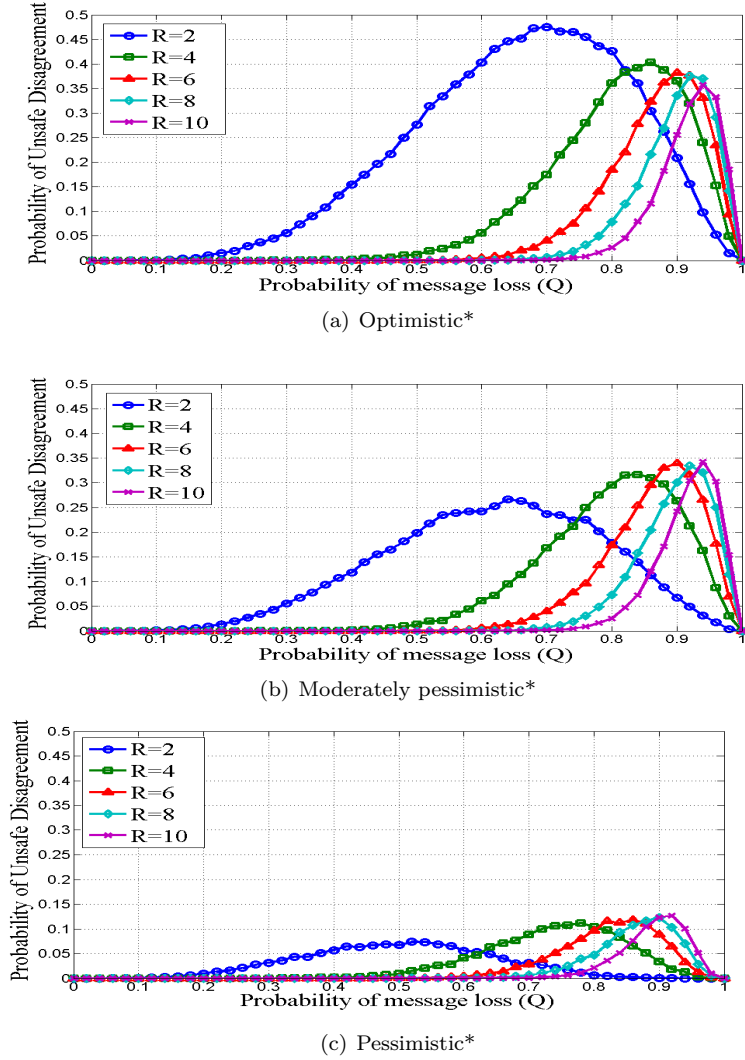 Probability of Unsafe Disagreement
0.5
0.45
0.4
0.35
0.3
0.25
0.2
0.15
0.1
0.05
0
R=2
R=4
R=6
R=8
R=10
0 0.1 0.2 0.3 0.4 0.5 0.6 0.7 0.8 0.9 1
Probability of message loss (Q)
(a) Optimistic*
Probability of Unsafe Disagreement
0.5
0.45
0.4
0.35
0.3
0.25
0.2
0.15
0.1
0.05
0
R=2
R=4
R=6
R=8
R=10
0 0.1 0.2 0.3 0.4 0.5 0.6 0.7 0.8 0.9 1
Probability of message loss (Q)
(b) Moderately pessimistic*
Probability of Unsafe Disagreement
0.5
0.45
0.4
0.35
0.3
0.25
0.2
0.15
0.1
0.05
0
R=2
R=4
R=6
R=8
R=10
0 0.1 0.2 0.3 0.4 0.5 0.6 0.7 0.8 0.9 1
Probability of message loss (Q)
(c) Pessimistic*